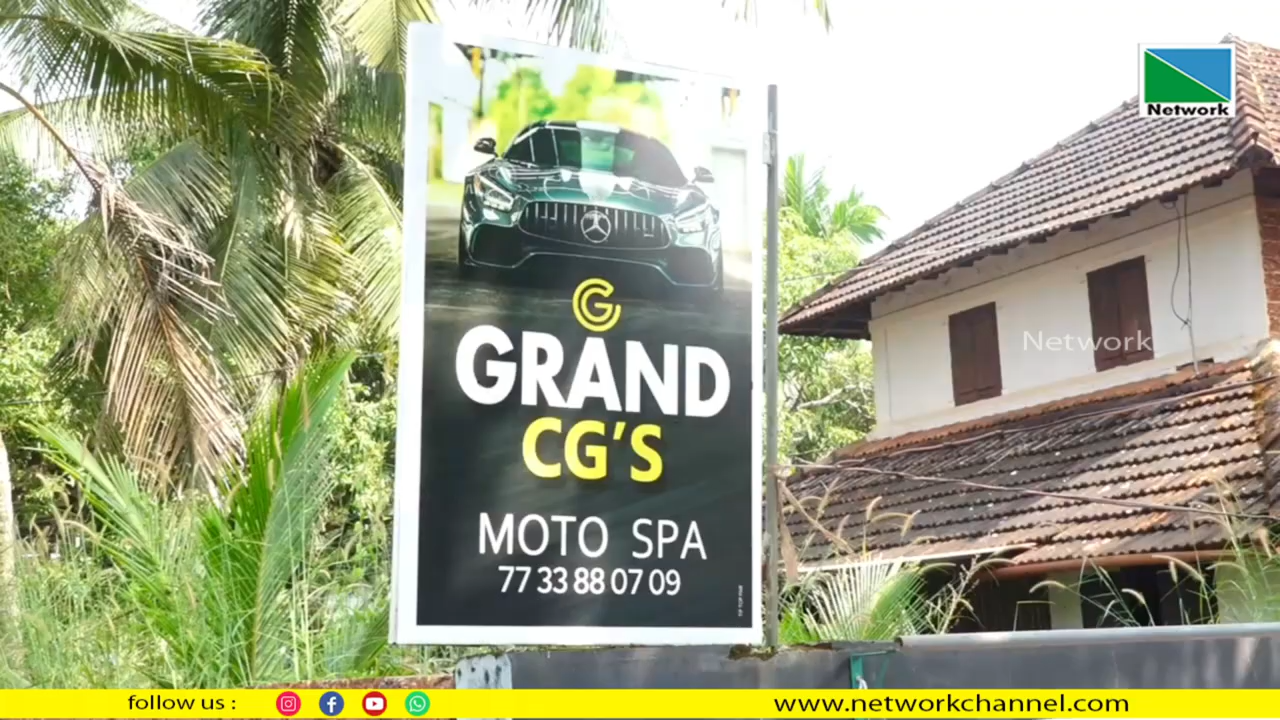 Network
G
GRAND
CG'S
MOTO SPA
77 33 88 07 09
Network
follow us :
www.networkchannel.com